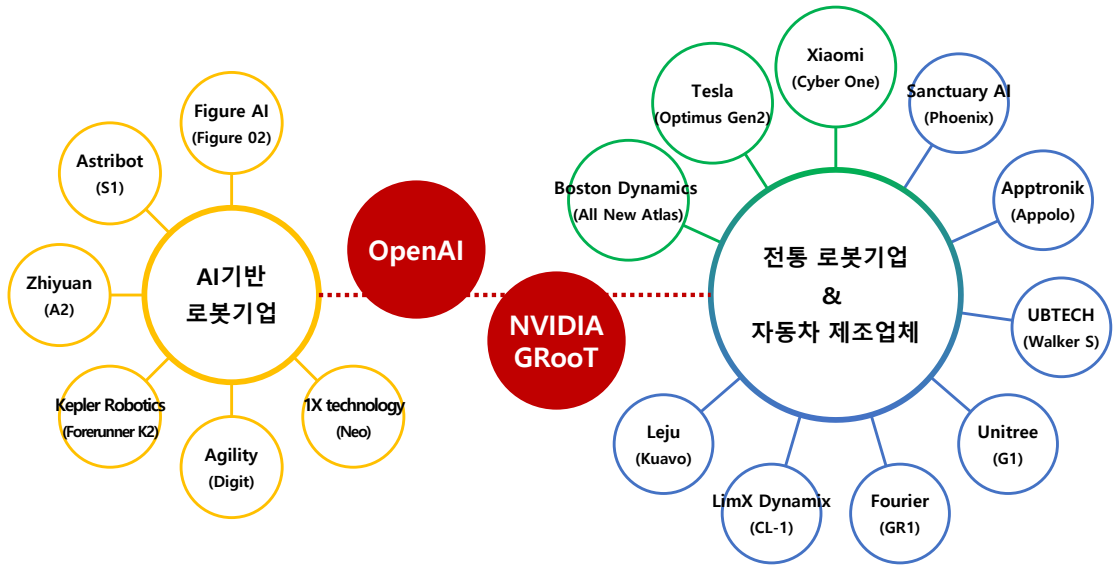 Figure AI
(Figure 02)
Astribot
(S1)
Zhiyuan
(A2)
Kepler Robotics
(Forerunner K2)
Agility
(Digit)
1X technology
(Neo)
AI기반
로봇기업
OpenAI
NVIDIA
GRooT
Boston Dynamics
(All New Atlas)
Tesla
(Optimus Gen2)
Xiaomi
(Cyber One)
Sanctuary AI
(Phoenix)
Apptronik
(Appolo)
UBTECH
(Walker S)
Unitree
(G1)
Fourier
(GR1)
LimX Dynamix
(CL-1)
Leju
(Kuavo)
전통 로봇기업
&
자동차 제조업체